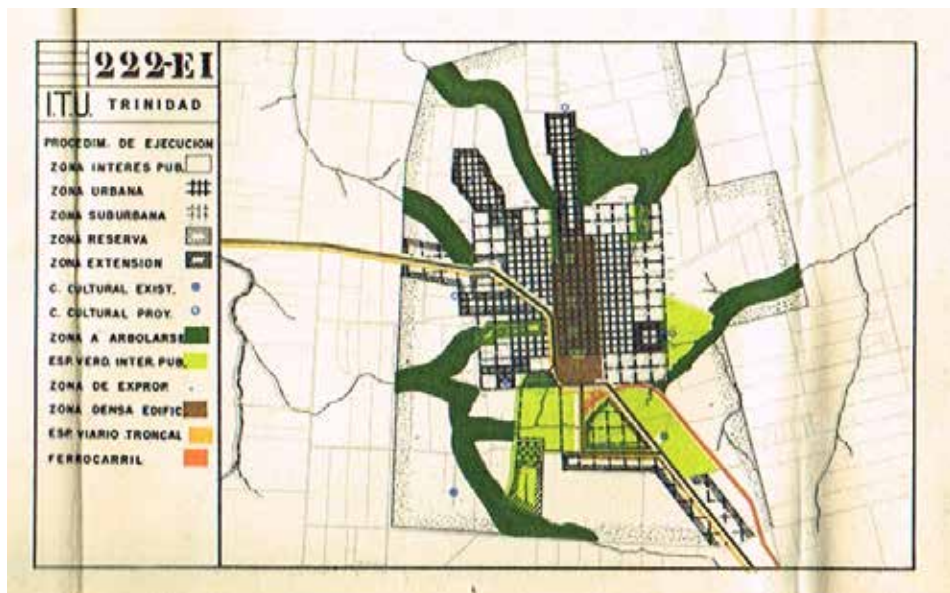 222-EI
I.T.U. TRINIDAD
PROCEDIM. DE EJECUCION
ZONA INTERES PUB.
ZONA URBANA
ZONA SUBURBANA
ZONA RESERVA
ZONA EXTENSION
C. CULTURAL EXIST.
C. CULTURAL PROY.
ZONA A ARBOLARSE
ESP. VERD. INTER. PUB.
ZONA DE EXPROP.
ZONA DENSA EDIFIC
ESP. VIARIO TRONCAL
FERROCARRIL